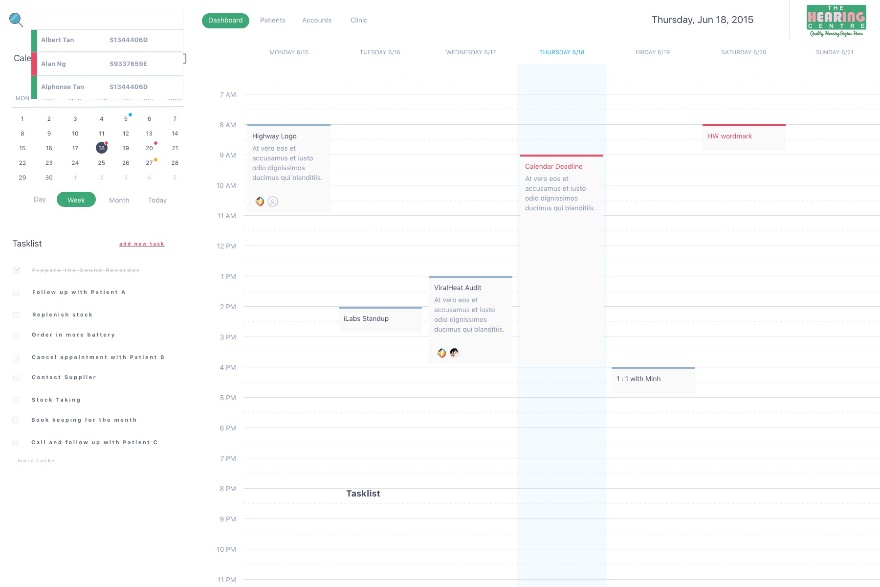 Dashboard
Patients
Accounts
Clinic
Thursday, Jun 18, 2015
THE
HEARING
CENTRE
Quality Hearing Begins Here
Albert Tan S1344406D
Alan Ng S9337659E
Alphonse Tan S1344406D
Cale
MON
1 2 3 4 5 6 7
8 9 10 11 12 13 14
15 16 17 18 19 20 21
22 23 24 25 26 27 28
29 30 1 2 3 4 5
Day Week Month Today
Tasklist add new task
Prepare the Sound Recorder
Follow up with Patient A
Replenish stock
Order in more battery
Cancel appointment with Patient B
Contact Supplier
Stock Taking
Book keeping for the month
Call and follow up with Patient C
more tasks
MONDAY 6/15 TUESDAY 6/16 WEDNESDAY 6/17 THURSDAY 6/18 FRIDAY 6/19 SATURDAY 6/20 SUNDAY 6/21
7 AM
8 AM
9 AM
10 AM
11 AM
12 PM
1 PM
2 PM
3 PM
4 PM
5 PM
6 PM
7 PM
8 PM
9 PM
10 PM
11 PM
Highway Logo
At vero eos et
accusamus et iusto
odio dignissimos
ducimus qui blanditiis.
iLabs Standup
ViralHeat Audit
At vero eos et
accusamus et iusto
odio dignissimos
ducimus qui blanditiis.
Calendar Deadline
At vero eos et
accusamus et iusto
odio dignissimos
ducimus qui blanditiis.
1 : 1 with Minh
HW wordmark
Tasklist